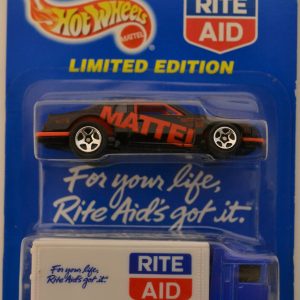 Hot Wheels
MATTEL
RITE
AID
LIMITED EDITION
MATTEL
For your life,
Rite Aid's got it.
For your life,
Rite Aid's got it.
RITE
AID